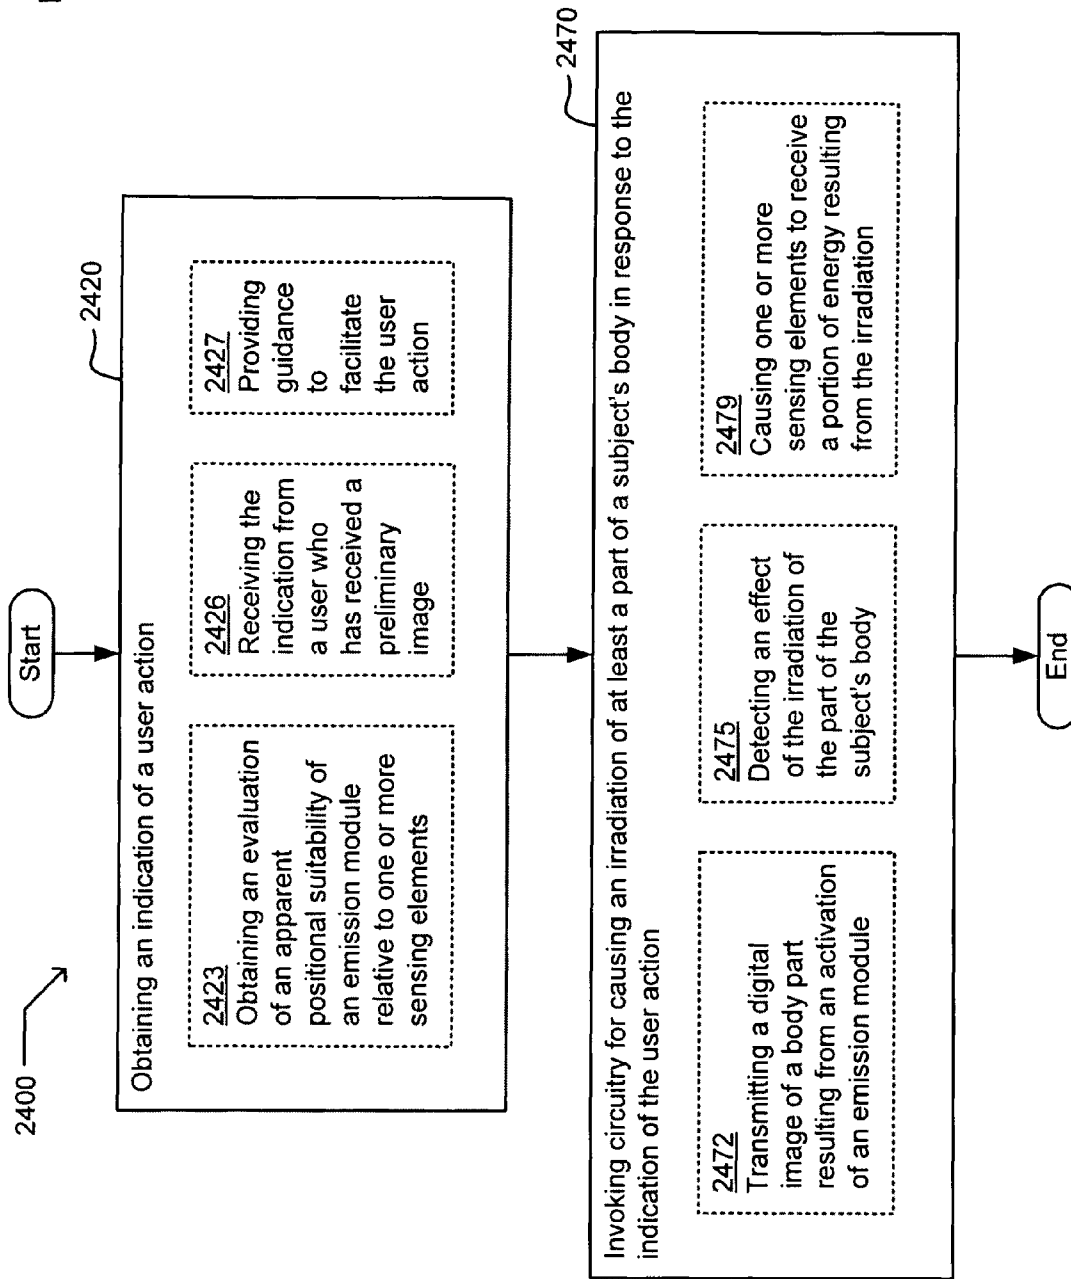 2400
Start
2420
Obtaining an indication of a user action
2423
Obtaining an evaluation
of an apparent
positional suitability of
an emission module
relative to one or more
sensing elements
2426
Receiving the
indication from
a user who
has received a
preliminary
image
2427
Providing
guidance
to
facilitate
the user
action
2470
Invoking circuitry for causing an irradiation of at least a part of a subject's body in response to the
indication of the user action
2472
Transmitting a digital
image of a body part
resulting from an activation
of an emission module
2475
Detecting an effect
of the irradiation of
the part of the
subject's body
2479
Causing one or more
sensing elements to receive
a portion of energy resulting
from the irradiation
End